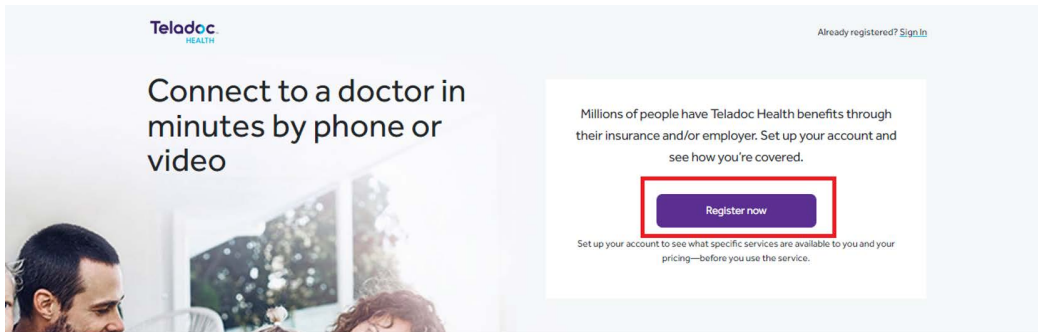 Teladoc
HEALTH
Already registered? Sign In
Connect to a doctor in
minutes by phone or
video
Millions of people have Teladoc Health benefits through
their insurance and/or employer. Set up your account and
see how you’re covered.
Register now
Set up your account to see what specific services are available to you and your
pricing—before you use the service.